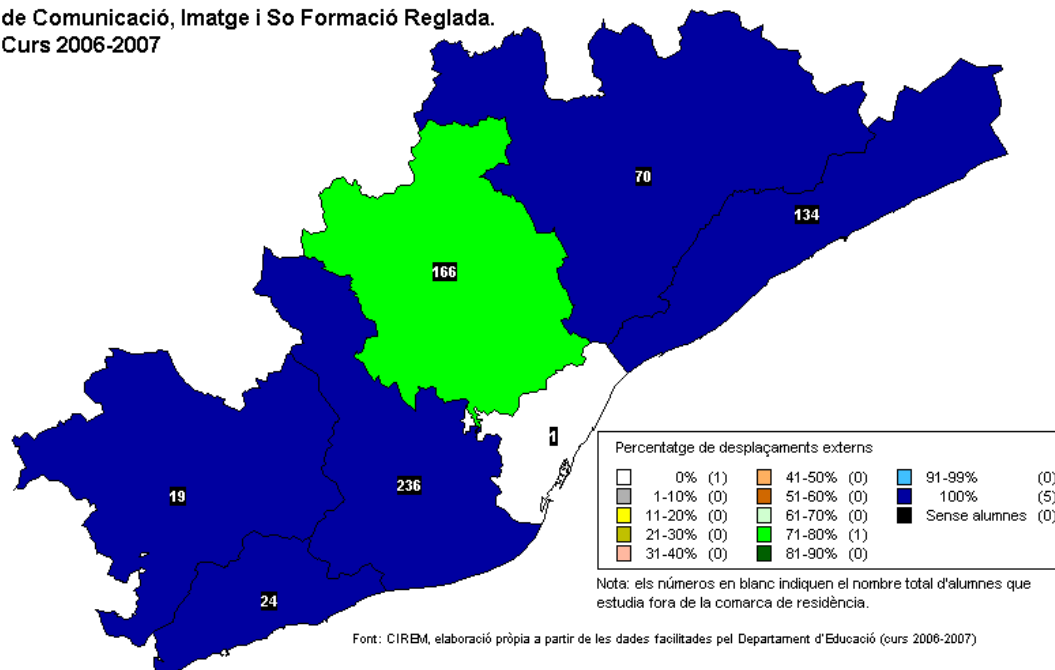 de Comunicació, Imatge i So Formació Reglada.
Curs 2006-2007
70
134
166
1
19
236
24
Percentatge de desplaçaments externs
0% (1) 41-50% (0) 91-99% (0)
1-10% (0) 51-60% (0) 100% (5)
11-20% (0) 61-70% (0) Sense alumnes (0)
21-30% (0) 71-80% (1)
31-40% (0) 81-90% (0)
Nota: els números en blanc indiquen el nombre total d'alumnes que
estudia fora de la comarca de residència.
Font: CIREM, elaboració pròpia a partir de les dades facilitades pel Departament d'Educació (curs 2006-2007)